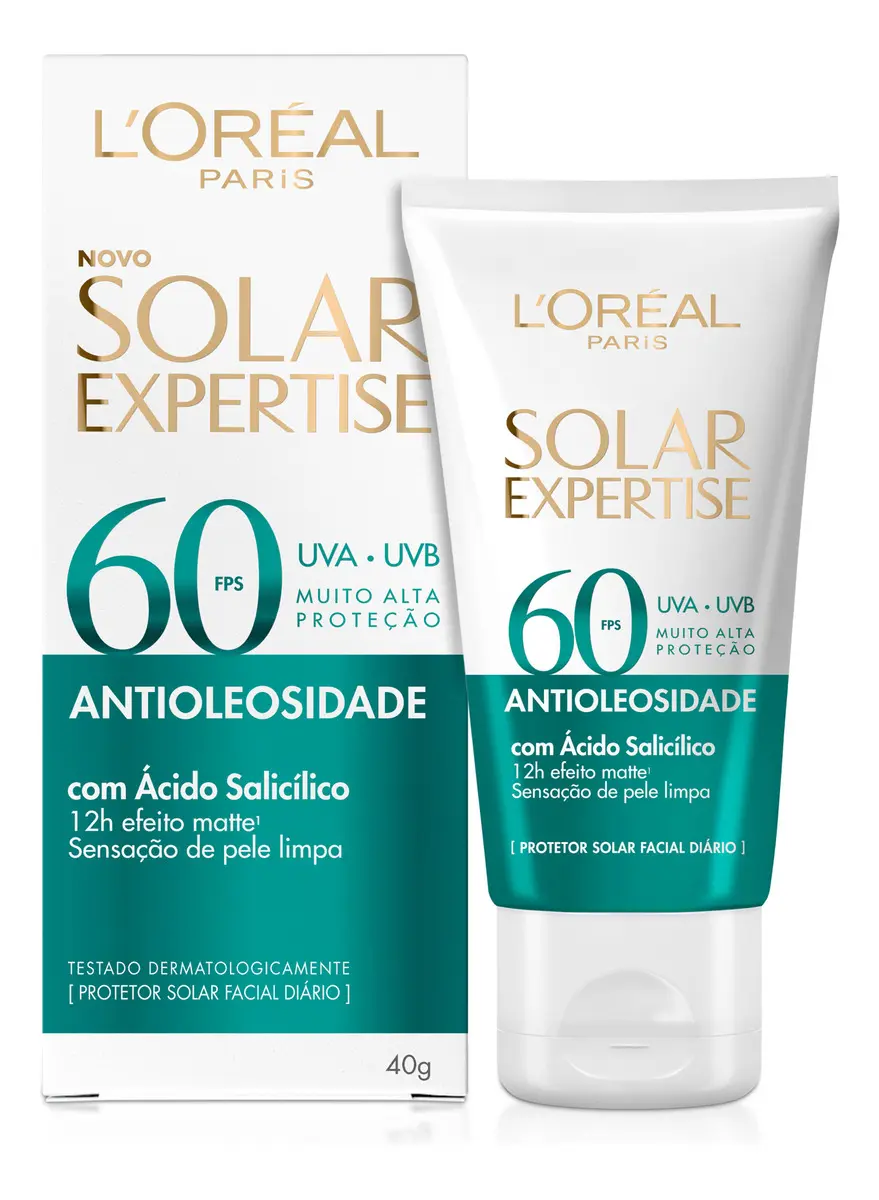 L'ORÉAL
PARiS
NOVO
SOLAR
EXPERTISE
60 FPS
UVA • UVB
MUITO ALTA
PROTEÇÃO
ANTIOLEOSIDADE
com Ácido Salicílico
12h efeito matte¹
Sensação de pele limpa
TESTADO DERMATOLOGICAMENTE
[ PROTETOR SOLAR FACIAL DIÁRIO ]
40g
L'ORÉAL
PARiS
SOLAR
EXPERTISE
60 FPS
UVA • UVB
MUITO ALTA
PROTEÇÃO
ANTIOLEOSIDADE
com Ácido Salicílico
12h efeito matte¹
Sensação de pele limpa
[ PROTETOR SOLAR FACIAL DIÁRIO ]